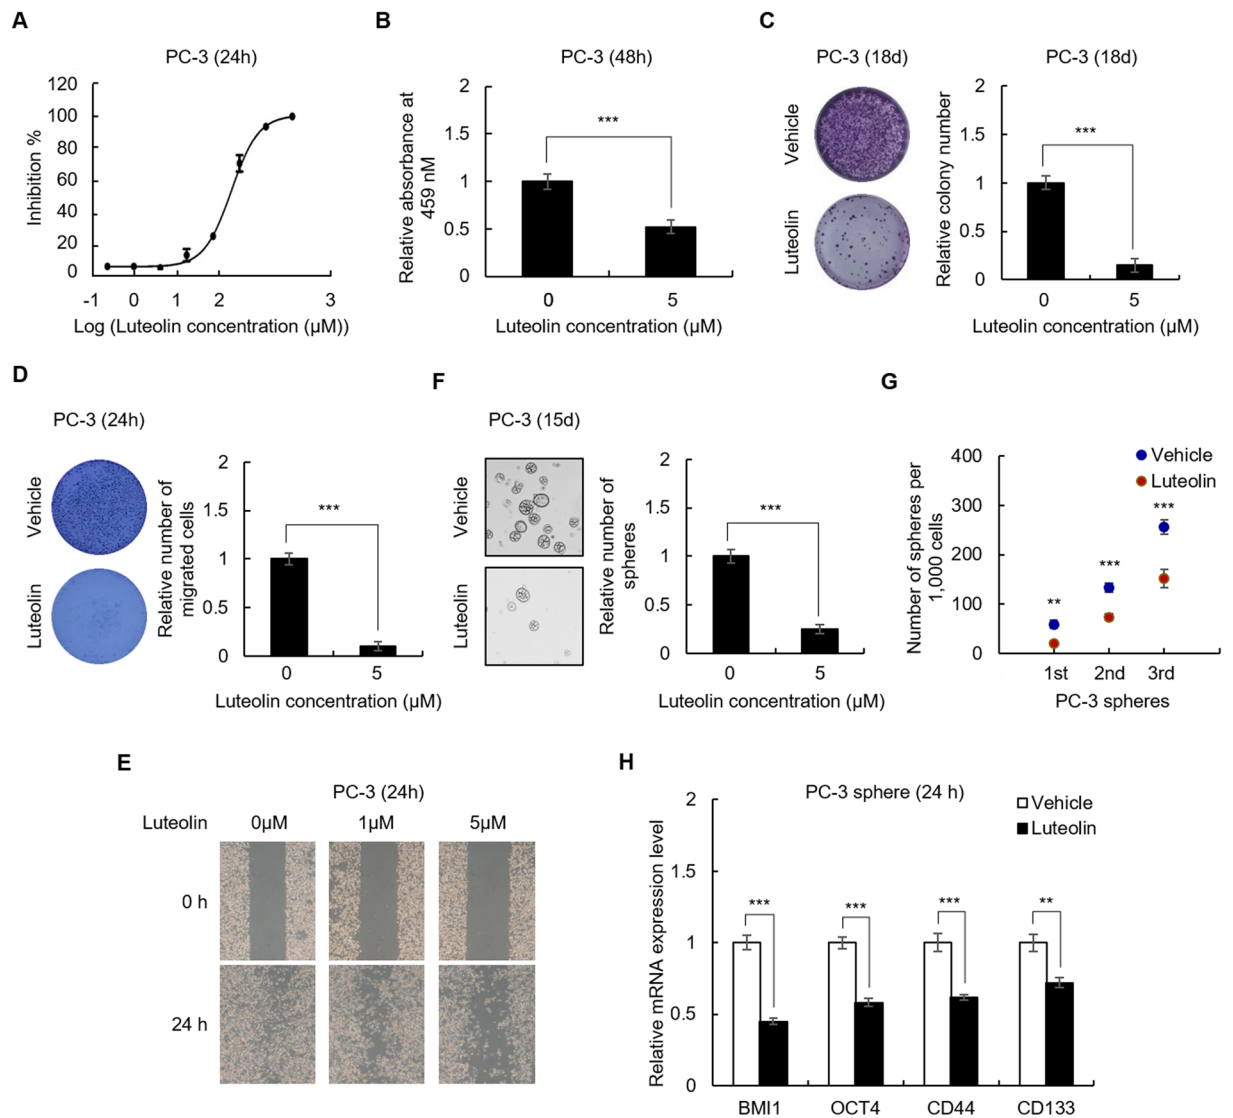 A
PC-3 (24h)
Inhibition %
120
100
80
60
40
20
0
-1 0 1 2 3
Log (Luteolin concentration (µM))
B
PC-3 (48h)
Relative absorbance at
459 nM
2
1.5
1
0.5
0
***
0 5
Luteolin concentration (µM)
C
PC-3 (18d)
Vehicle
Luteolin
PC-3 (18d)
Relative colony number
2
1.5
1
0.5
0
***
0 5
Luteolin concentration (µM)
D
PC-3 (24h)
Vehicle
Luteolin
Relative number of
migrated cells
2
1.5
1
0.5
0
***
0 5
Luteolin concentration (µM)
F
PC-3 (15d)
Vehicle
Luteolin
Relative number of
spheres
2
1.5
1
0.5
0
***
0 5
Luteolin concentration (µM)
G
Number of spheres per
1,000 cells
400
300
200
100
0
Vehicle
Luteolin
**
***
***
1st 2nd 3rd
PC-3 spheres
E
PC-3 (24h)
Luteolin 0µM 1µM 5µM
0 h
24 h
H
PC-3 sphere (24 h)
Vehicle
Luteolin
Relative mRNA expression level
2
1.5
1
0.5
0
*** *** *** **
BMI1 OCT4 CD44 CD133